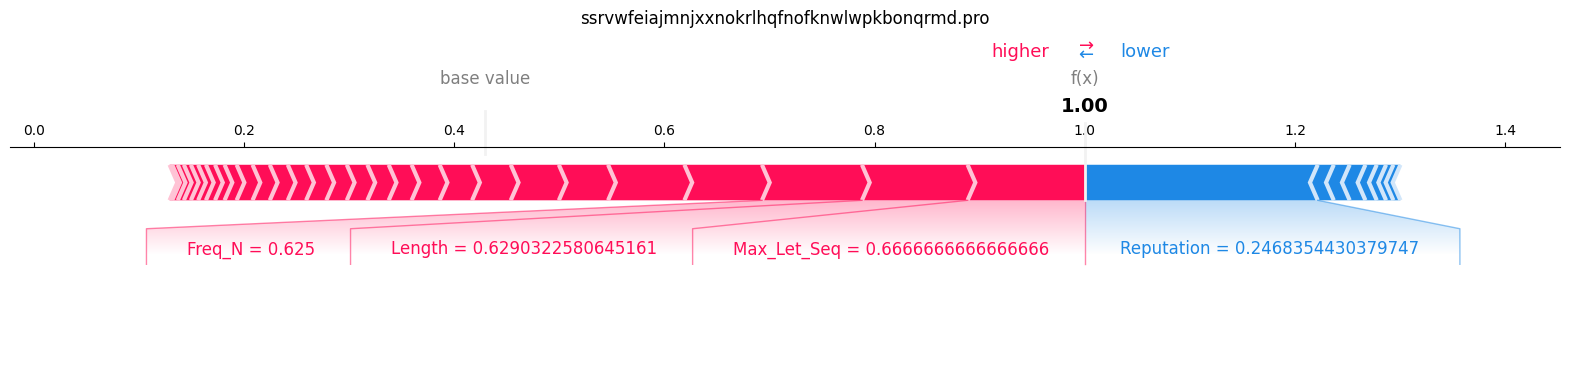 ssrvwfeiajmnjxxnokrlhqfnofknwlwpkbonqrmd.pro
higher → ← lower
base value f(x)
1.00
0.0 0.2 0.4 0.6 0.8 1.0 1.2 1.4
Freq_N = 0.625 Length = 0.6290322580645161 Max_Let_Seq = 0.6666666666666666 Reputation = 0.2468354430379747